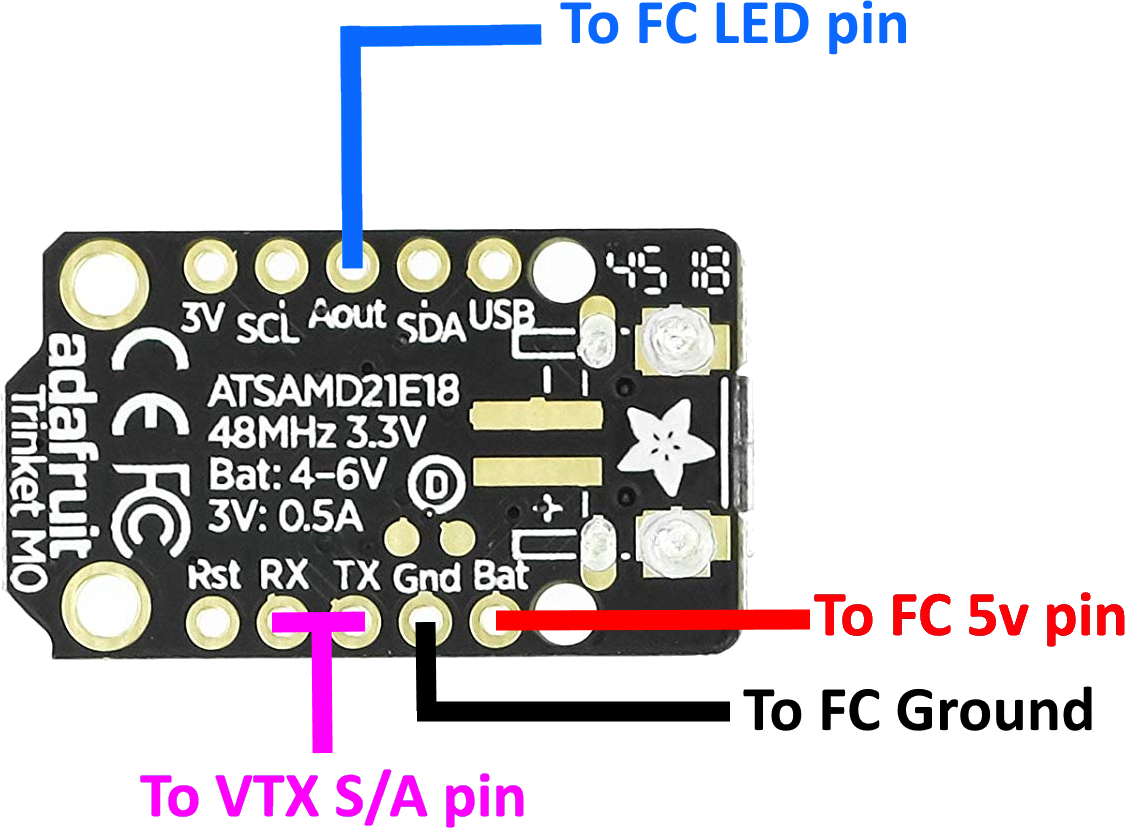 To FC LED pin
45 18
3V SCL Aout SDA USB
adafruit
Trinket M0
CE
FC
ATSAMD21E18
48MHz 3.3V
Bat: 4-6V
3V: 0.5A
D
-
+
Rst RX TX Gnd Bat
To FC 5v pin
To FC Ground
To VTX S/A pin